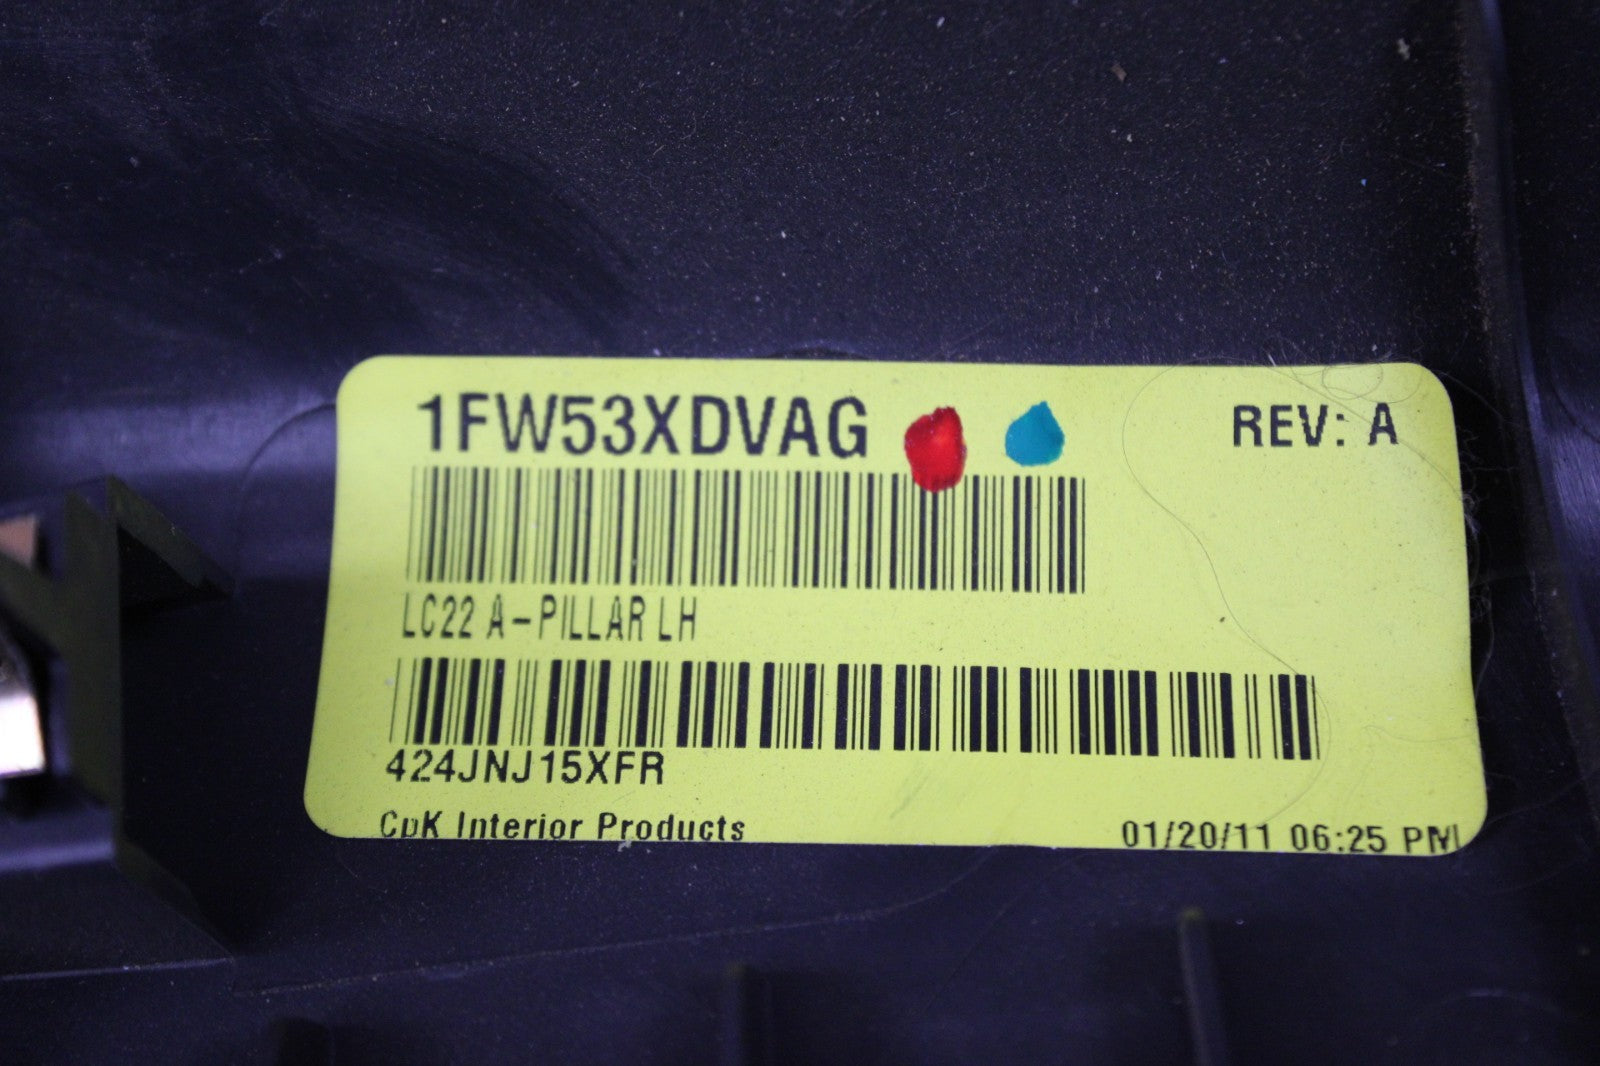 1FW53XDVAG REV: A
LC22 A-PILLAR LH
424JNJ15XFR
CpK Interior Products 01/20/11 06:25 PM